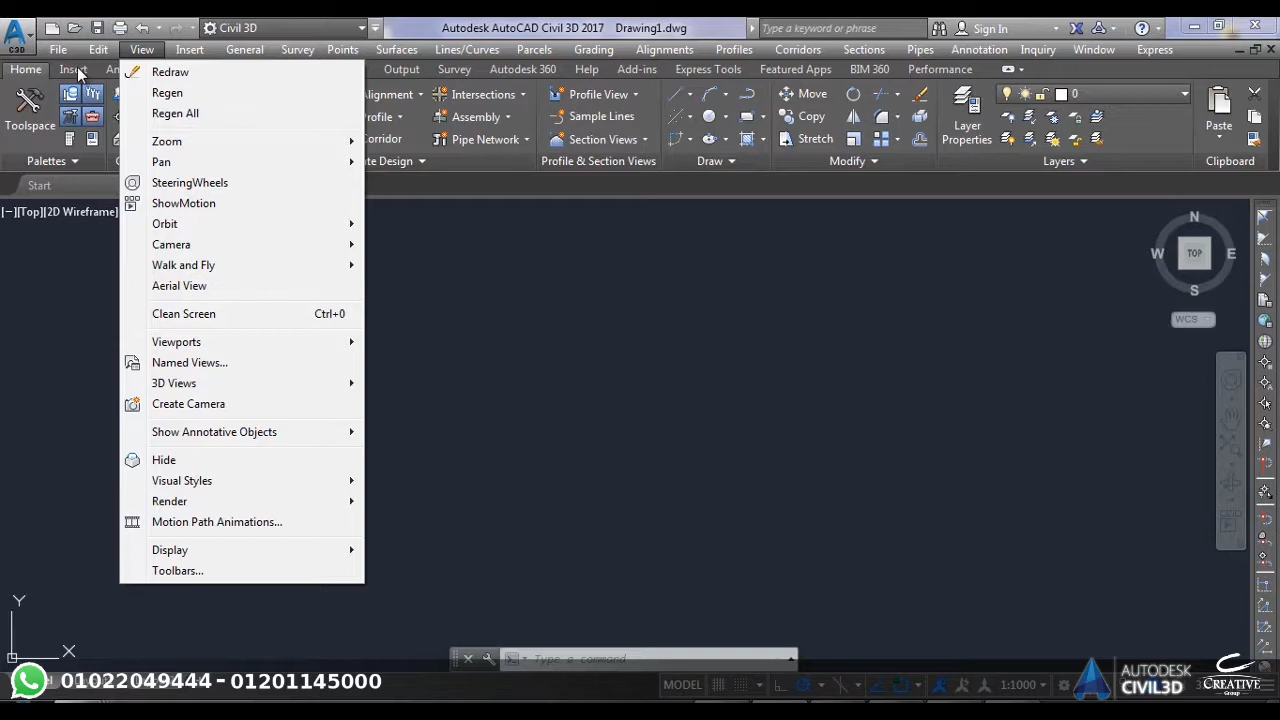 C3D Civil 3D Autodesk AutoCAD Civil 3D 2017 Drawing1.dwg Type a keyword or phrase Sign In
File Edit View Insert General Survey Points Surfaces Lines/Curves Parcels Grading Alignments Profiles Corridors Sections Pipes Annotation Inquiry Window Express
Home Insert Output Survey Autodesk 360 Help Add-ins Express Tools Featured Apps BIM 360 Performance
Toolspace
Palettes
Alignment Intersections
Assembly
Pipe Network
Profile View
Sample Lines
Section Views
Profile & Section Views
Draw
Move
Copy
Stretch
Modify
Layer
Properties
0
Layers
Paste
Clipboard
Start
[−][Top][2D Wireframe]
Redraw
Regen
Regen All
Zoom
Pan
SteeringWheels
ShowMotion
Orbit
Camera
Walk and Fly
Aerial View
Clean Screen Ctrl+0
Viewports
Named Views...
3D Views
Create Camera
Show Annotative Objects
Hide
Visual Styles
Render
Motion Path Animations...
Display
Toolbars...
N
W TOP E
S
WCS
Y
X
Type a command
MODEL 1:1000
01022049444 - 01201145000
AUTODESK
CIVIL3D
CREATIVE
Group